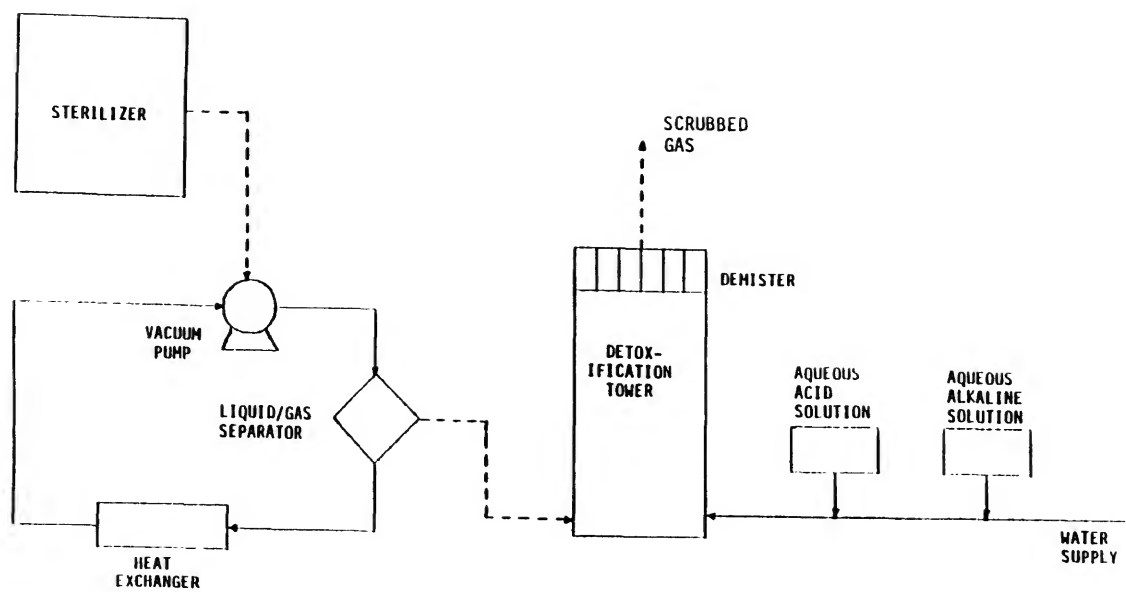 STERILIZER
SCRUBBED
GAS
DEMISTER
VACUUM
PUMP
DETOX-
IFICATION
TOWER
AQUEOUS
ACID
SOLUTION
AQUEOUS
ALKALINE
SOLUTION
LIQUID/GAS
SEPARATOR
WATER
SUPPLY
HEAT
EXCHANGER